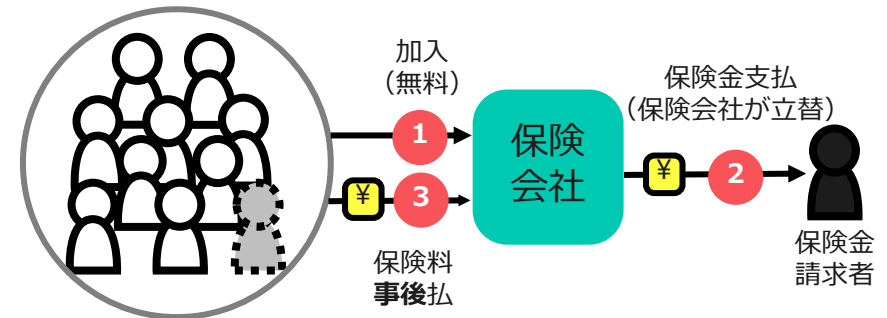 加入
（無料）
1
保険
会社
保険金支払
（保険会社が立替）
¥
2
¥
3
保険料
事後払
保険金
請求者